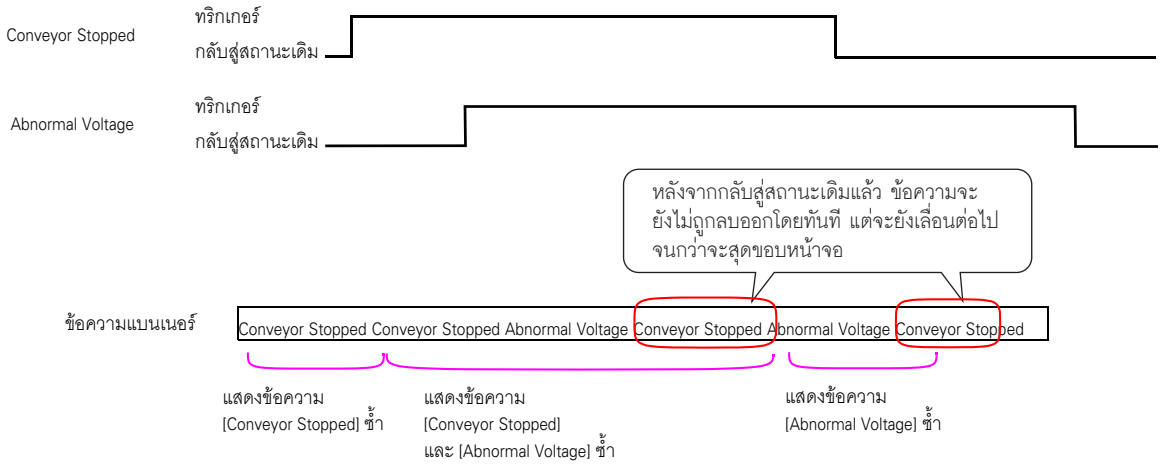 ทริกเกอร์
Conveyor Stopped
กลับสู่สถานะเดิม
ทริกเกอร์
Abnormal Voltage
กลับสู่สถานะเดิม
หลังจากกลับสู่สถานะเดิมแล้ว ข้อความจะ
ยังไม่ถูกลบออกโดยทันที แต่จะยังเลื่อนต่อไป
จนกว่าจะสุดขอบหน้าจอ
ข้อความแบนเนอร์
Conveyor Stopped Conveyor Stopped Abnormal Voltage Conveyor Stopped Abnormal Voltage Conveyor Stopped
แสดงข้อความ
[Conveyor Stopped] ซ้ำ
แสดงข้อความ
[Conveyor Stopped]
และ [Abnormal Voltage] ซ้ำ
แสดงข้อความ
[Abnormal Voltage] ซ้ำ